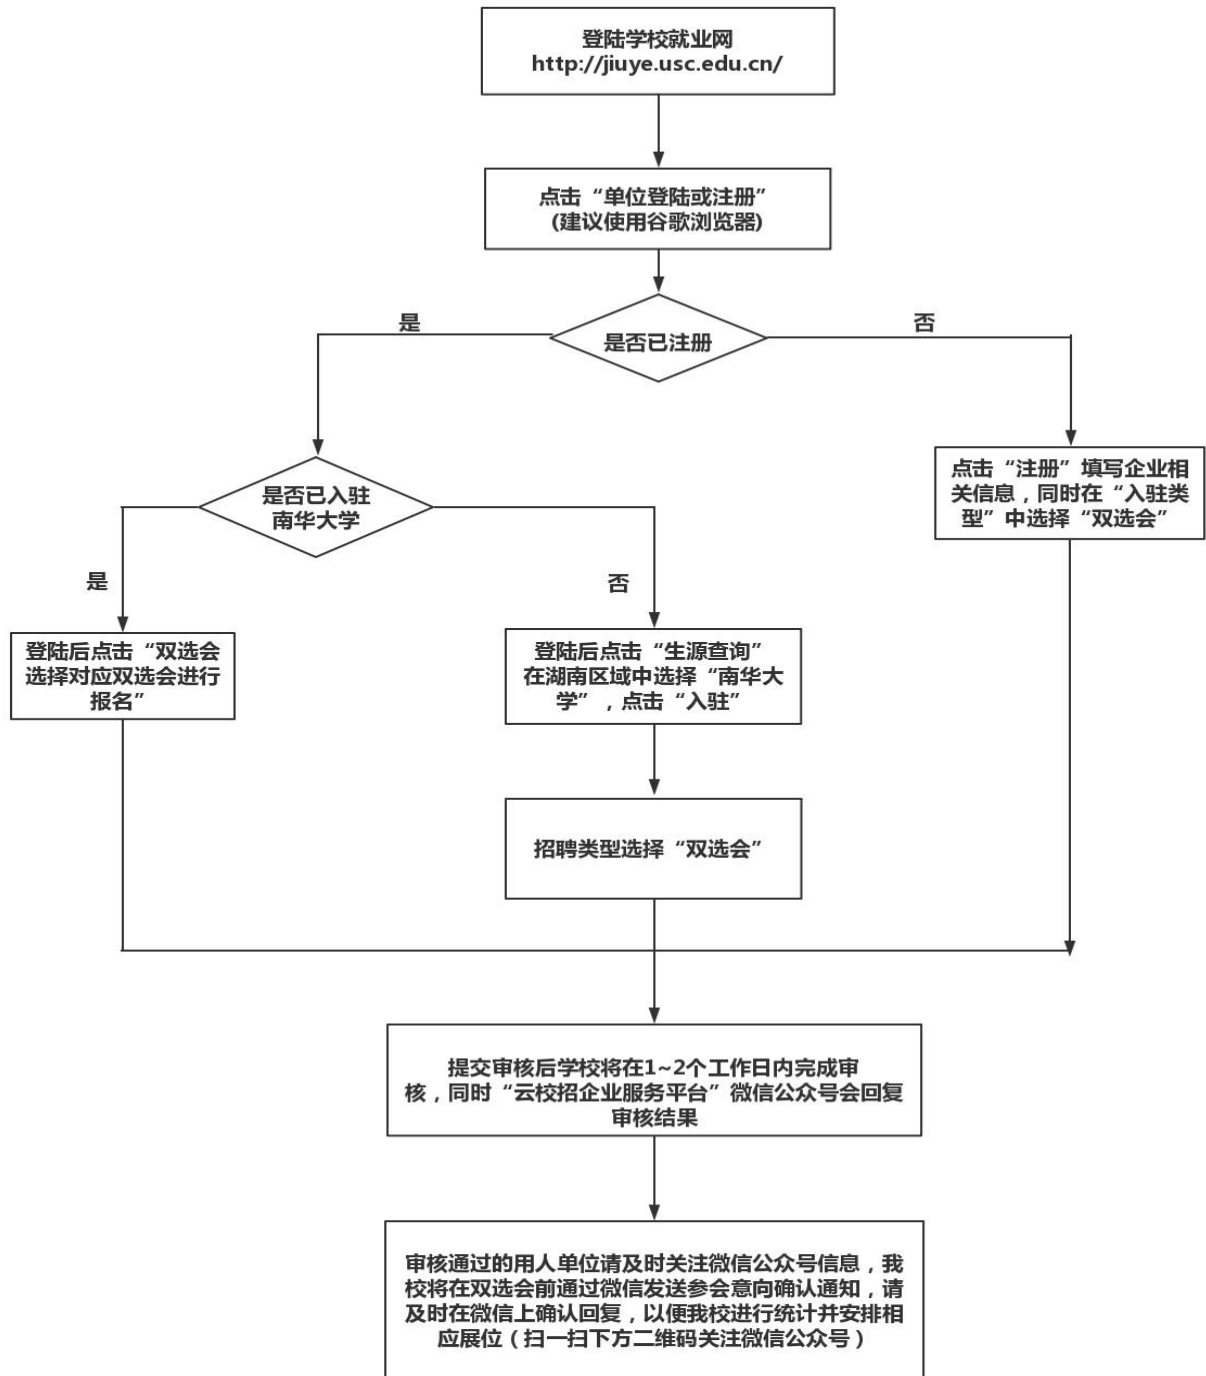 登陆学校就业网
http://jiuye.usc.edu.cn/
点击“单位登陆或注册”
(建议使用谷歌浏览器)
是否已注册
是
否
是否已入驻
南华大学
点击“注册”填写企业相
关信息，同时在“入驻类
型”中选择“双选会”
是
否
登陆后点击“双选会
选择对应双选会进行
报名”
登陆后点击“生源查询”
在湖南区域中选择“南华大
学”，点击“入驻”
招聘类型选择“双选会”
提交审核后学校将在1~2个工作日内完成审
核，同时“云校招企业服务平台”微信公众号会回复
审核结果
审核通过的用人单位请及时关注微信公众号信息，我
校将在双选会前通过微信发送参会意向确认通知，请
及时在微信上确认回复，以便我校进行统计并安排相
应展位（扫一扫下方二维码关注微信公众号）